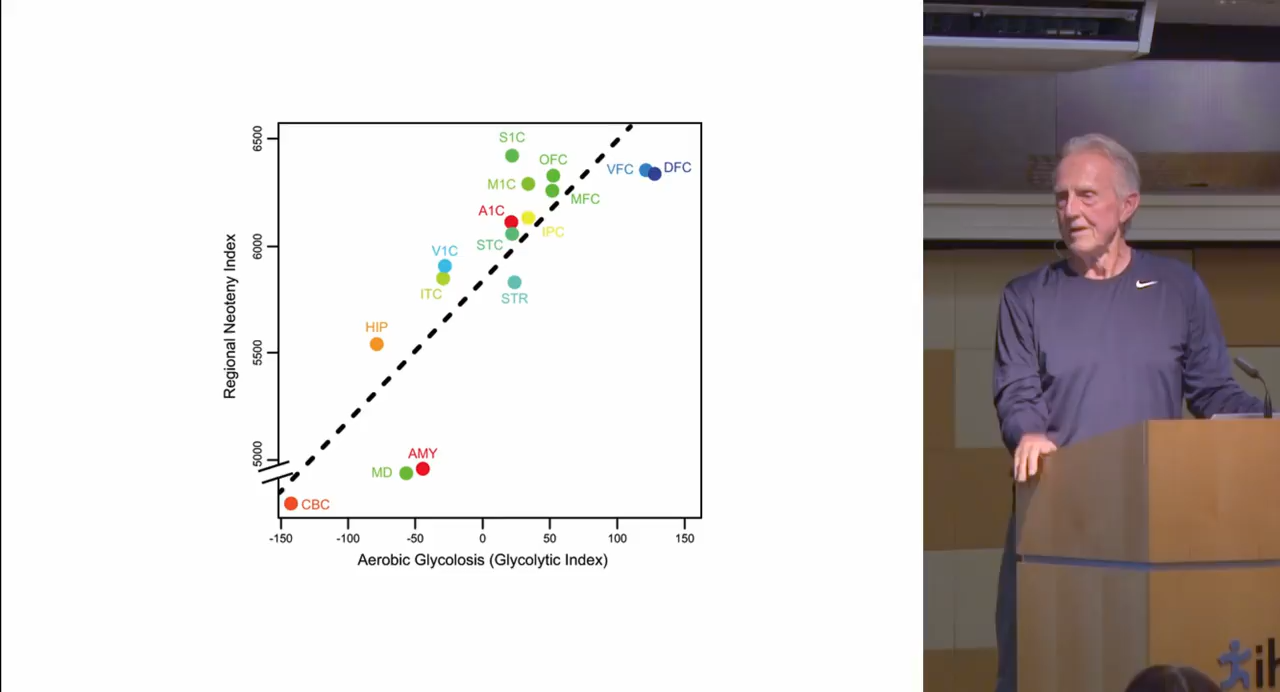 6500
6000
5500
5000
Regional Neoteny Index
S1C
OFC
M1C
MFC
VFC
DFC
A1C
IPC
STC
V1C
ITC
STR
HIP
AMY
MD
CBC
-150
-100
-50
0
50
100
150
Aerobic Glycolosis (Glycolytic Index)
ih